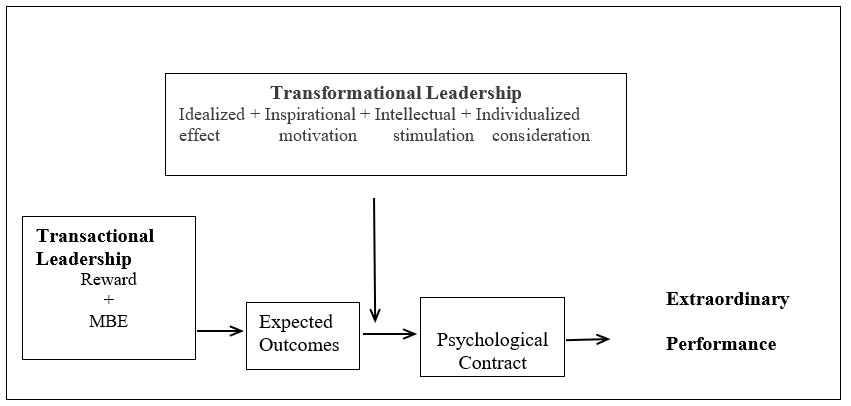 Transformational Leadership
Idealized + Inspirational + Intellectual + Individualized
effect motivation stimulation consideration
Transactional
Leadership
Reward
+
MBE
Expected
Outcomes
Psychological
Contract
Extraordinary
Performance